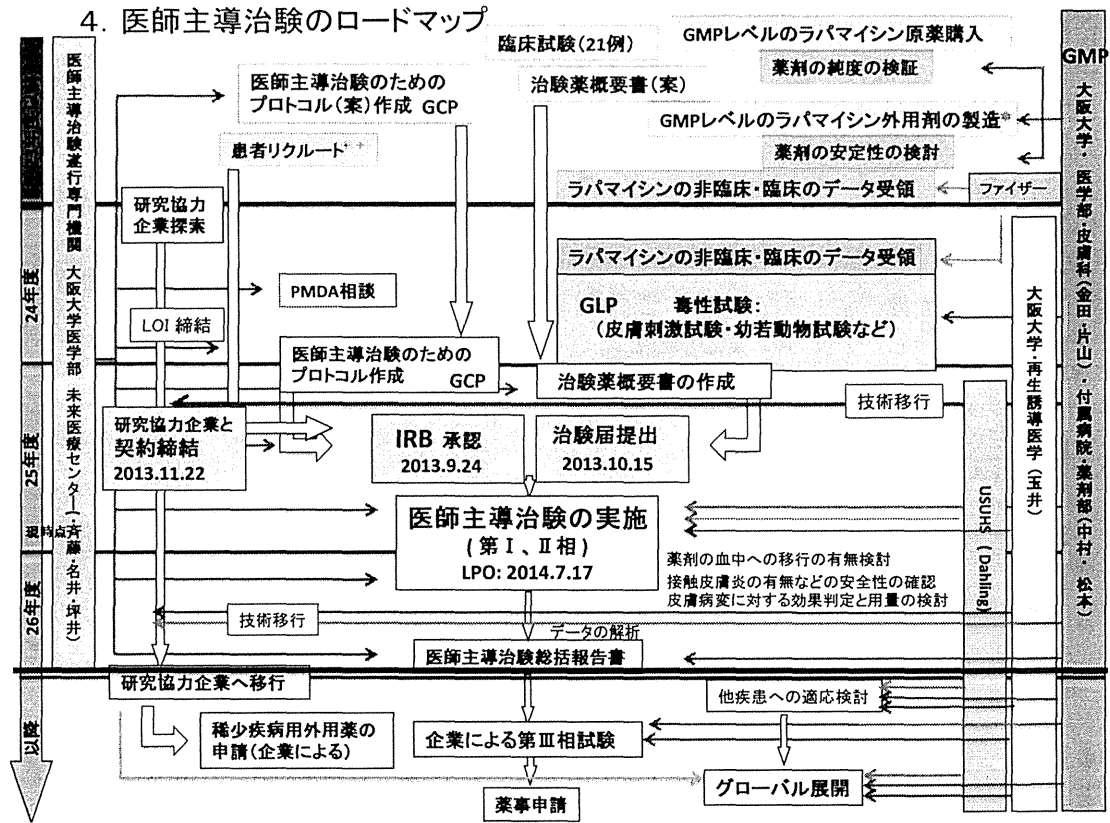 4. 医師主導治験のロードマップ
臨床試験(21例)
GMPレベルのラパマイシン原薬購入
薬剤の純度の検証
医師主導治験のための
プロトコル(案)作成 GCP
治験薬概要書(案)
GMPレベルのラパマイシン外用剤の製造*
薬剤の安定性の検討
患者リクルート**
ラパマイシンの非臨床・臨床のデータ受領
ファイザー
研究協力
企業探索
ラパマイシンの非臨床・臨床のデータ受領
GLP 毒性試験:
(皮膚刺激試験・幼若動物試験など)
PMDA相談
LOI 締結
医師主導治験のための
プロトコル作成 GCP
治験薬概要書の作成
技術移行
研究協力企業と
契約締結
2013.11.22
IRB 承認
2013.9.24
治験届提出
2013.10.15
医師主導治験の実施
(第Ⅰ、Ⅱ相)
LPO: 2014.7.17
薬剤の血中への移行の有無検討
接触皮膚炎の有無などの安全性の確認
皮膚病変に対する効果判定と用量の検討
技術移行
データの解析
医師主導治験総括報告書
研究協力企業へ移行
他疾患への適応検討
稀少疾病用外用薬の
申請(企業による)
企業による第Ⅲ相試験
グローバル展開
薬事申請
24年度
25年度
現時点
26年度
以降
医師主導治験遂行専門機関 大阪大学医学部 未来医療センター(・斉藤・名井・坪井)
USUHS (Dahling)
大阪大学・再生誘導医学(玉井)
GMP
大阪大学・医学部・皮膚科(金田・片山)・付属病院・薬剤部(中村・松本)